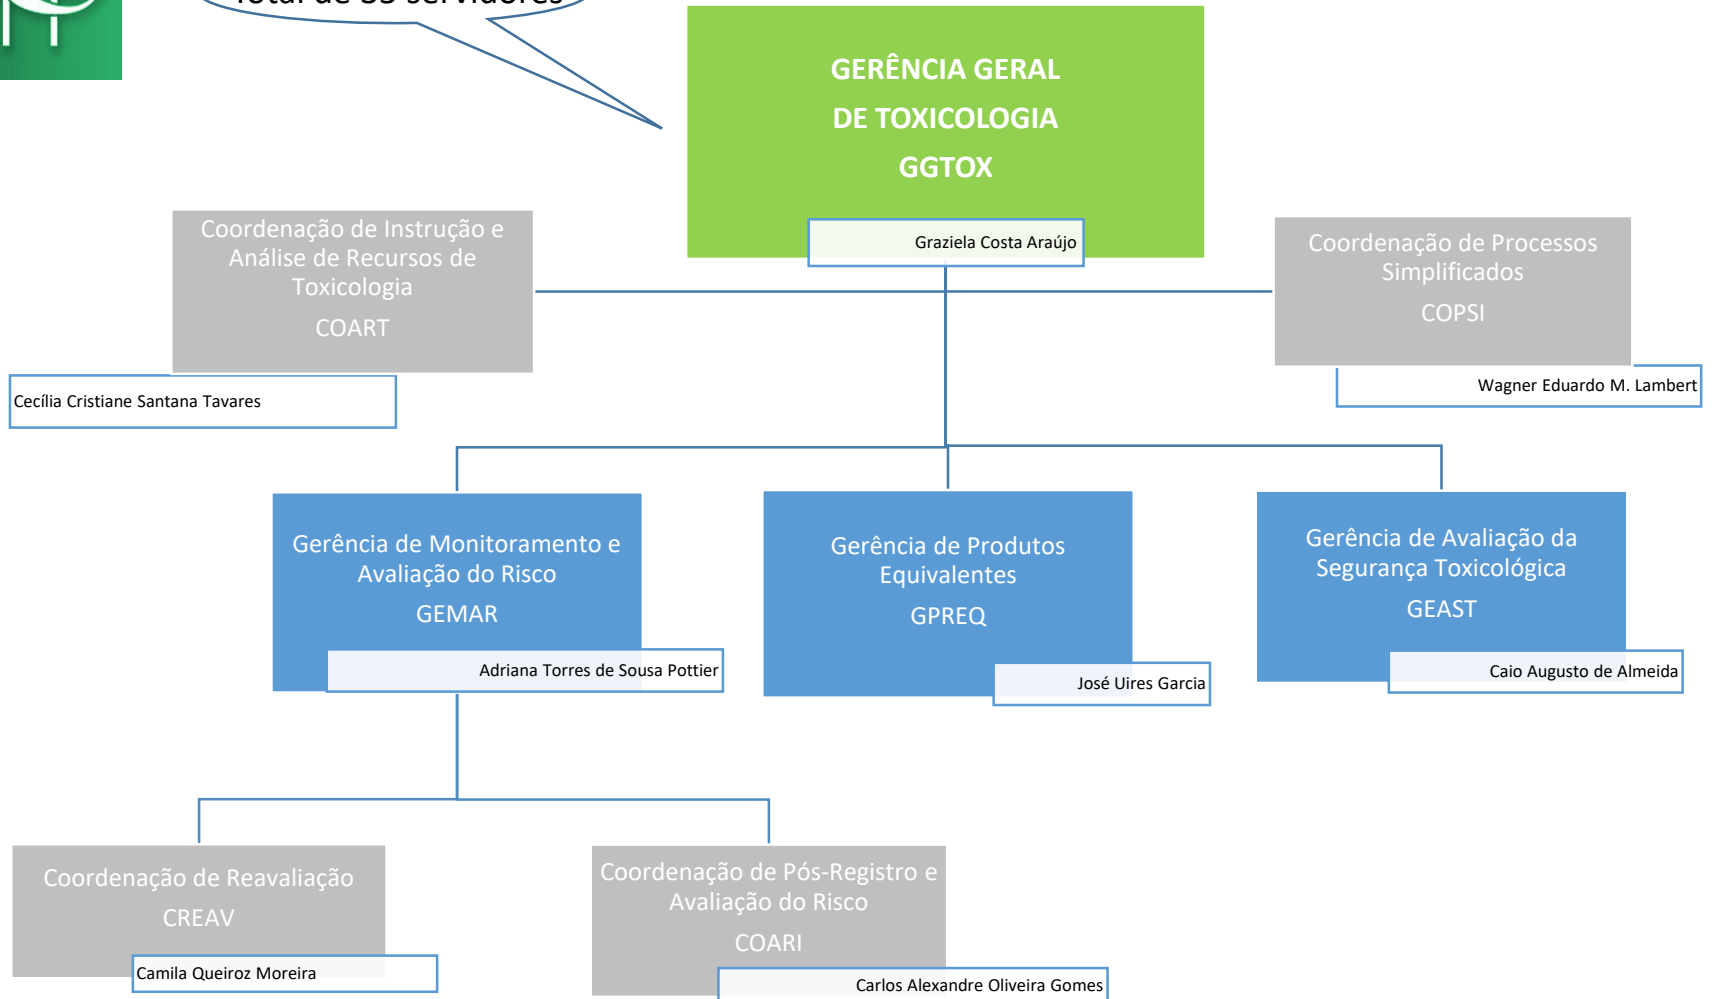 Total de 35 servidores
GERÊNCIA GERAL
DE TOXICOLOGIA
GGTOX
Graziela Costa Araújo
Coordenação de Instrução e
Análise de Recursos de
Toxicologia
COART
Cecília Cristiane Santana Tavares
Coordenação de Processos
Simplificados
COPSI
Wagner Eduardo M. Lambert
Gerência de Monitoramento e
Avaliação do Risco
GEMAR
Adriana Torres de Sousa Pottier
Gerência de Produtos
Equivalentes
GPREQ
José Uires Garcia
Gerência de Avaliação da
Segurança Toxicológica
GEAST
Caio Augusto de Almeida
Coordenação de Reavaliação
CREAV
Camila Queiroz Moreira
Coordenação de Pós-Registro e
Avaliação do Risco
COARI
Carlos Alexandre Oliveira Gomes